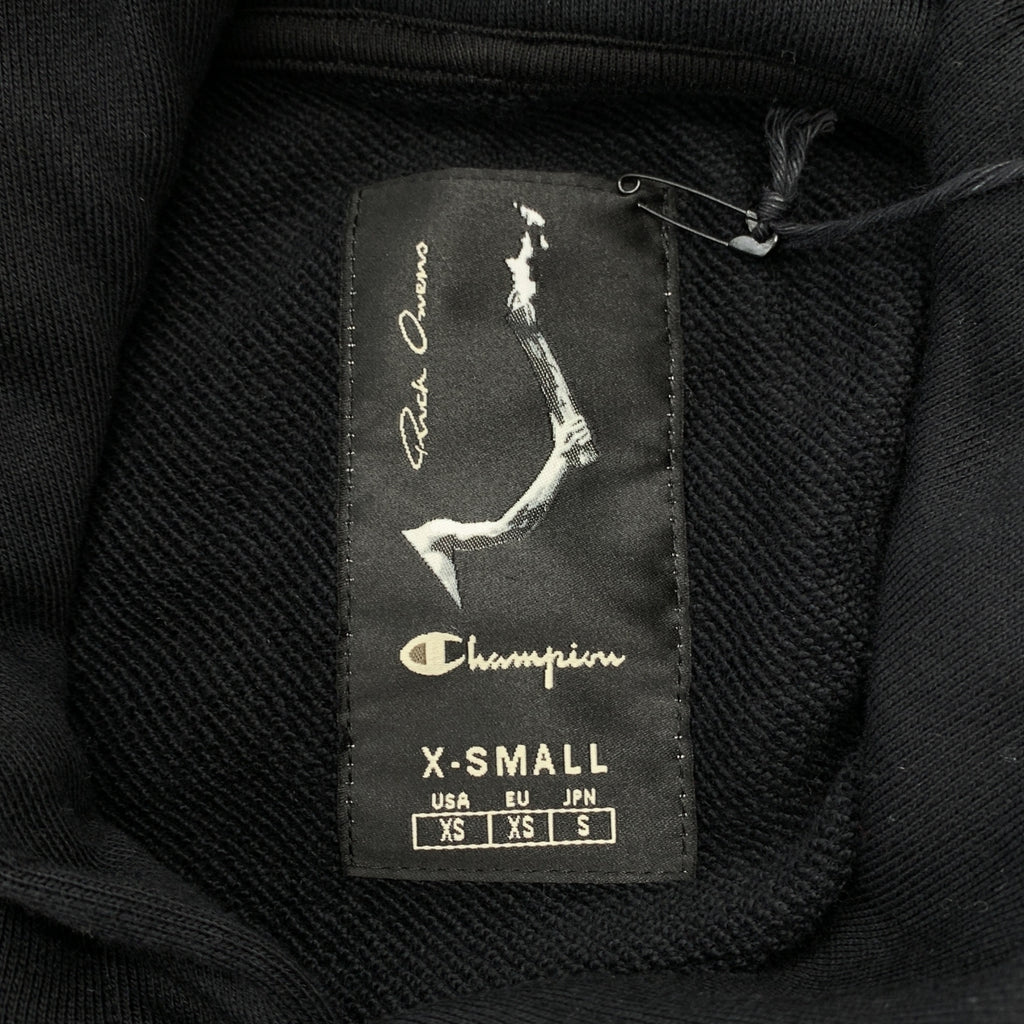 Rick Owens
Champion
X-SMALL
USA EU JPN
XS XS S